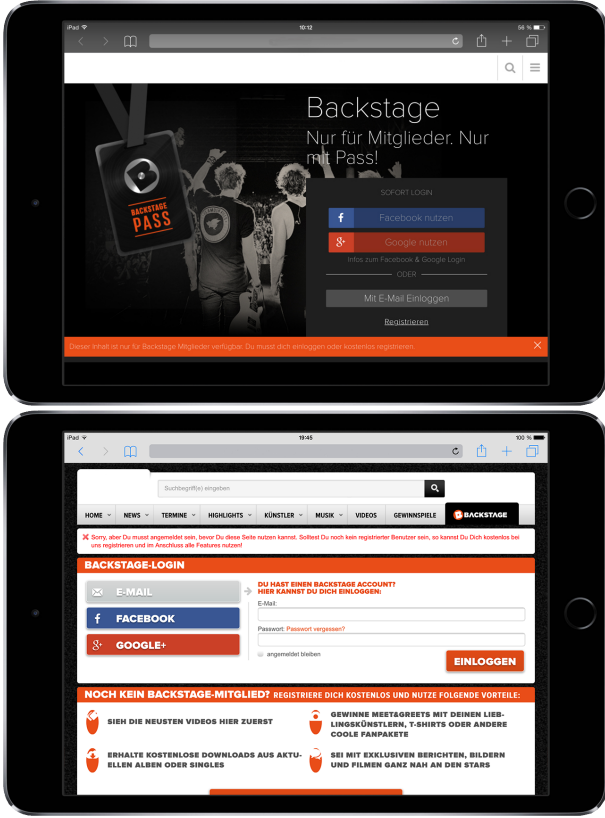 iPad 10:12 56 %
Backstage
Nur für Mitglieder. Nur
mit Pass!
BACKSTAGE
PASS
SOFORT LOGIN
f Facebook nutzen
g+ Google nutzen
Infos zum Facebook & Google Login
ODER
Mit E-Mail Einloggen
Registrieren
Dieser Inhalt ist nur für Backstage Mitglieder verfügbar. Du musst dich einloggen oder kostenlos registrieren.
iPad 19:45 100 %
Suchbegriff(e) eingeben
HOME NEWS TERMINE HIGHLIGHTS KÜNSTLER MUSIK VIDEOS GEWINNSPIELE BACKSTAGE
Sorry, aber Du musst angemeldet sein, bevor Du diese Seite nutzen kannst. Solltest Du noch kein registrierter Benutzer sein, so kennst Du Dich kostenlos bei
uns registrieren und im Anschluss alle Features nutzen!
BACKSTAGE-LOGIN
E-MAIL
f FACEBOOK
g+ GOOGLE+
DU HAST EINEN BACKSTAGE ACCOUNT?
HIER KANNST DU DICH EINLOGGEN:
E-Mail:
Passwort: Passwort vergessen?
angemeldet bleiben
EINLOGGEN
NOCH KEIN BACKSTAGE-MITGLIED? REGISTRIERE DICH KOSTENLOS UND NUTZE FOLGENDE VORTEILE:
SIEH DIE NEUSTEN VIDEOS HIER ZUERST
GEWINNE MEET&GREETS MIT DEINEN LIEB-
LINGSKÜNSTLERN, T-SHIRTS ODER ANDERE
COOLE FANPAKETE
ERHALTE KOSTENLOSE DOWNLOADS AUS AKTU-
ELLEN ALBEN ODER SINGLES
SEI MIT EXKLUSIVEN BERICHTEN, BILDERN
UND FILMEN GANZ NAH AN DEN STARS